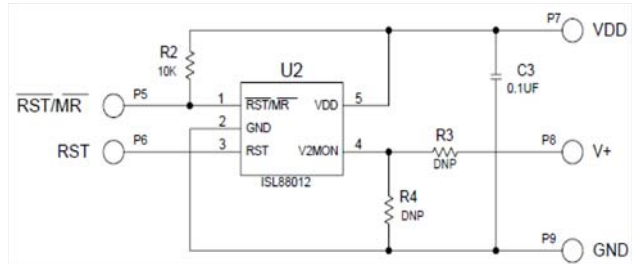 P7 VDD
R2
10K
U2
C3
0.1UF
RST/MR P5 1 RST/MR VDD 5
2 GND
R3
P8 V+
RST P6 3 RST V2MON 4
DNP
ISL88012
R4
DNP
P9 GND